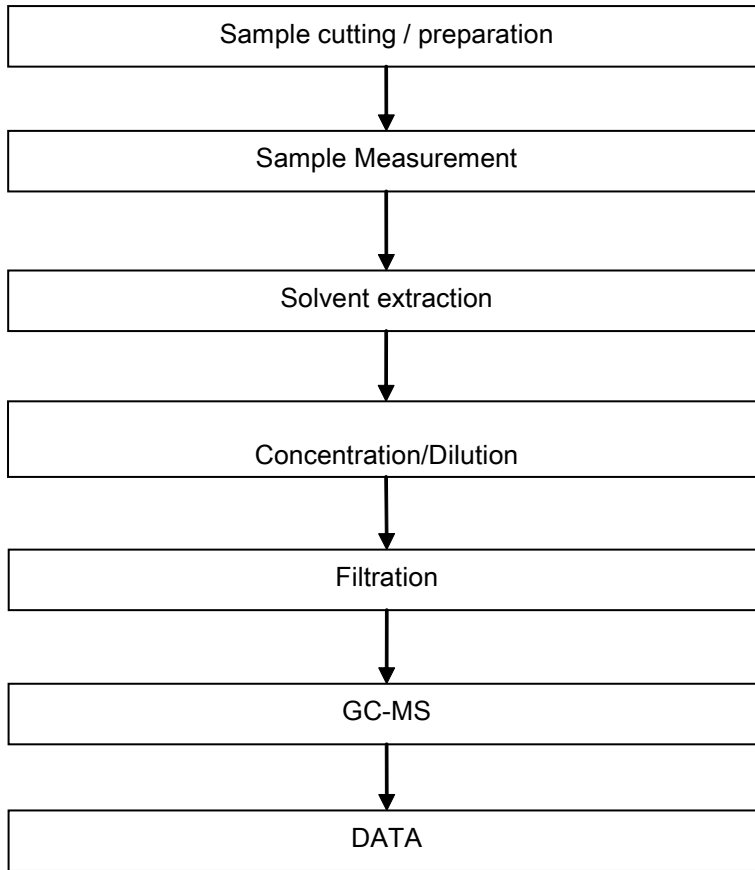 Sample cutting / preparation
Sample Measurement
Solvent extraction
Concentration/Dilution
Filtration
GC-MS
DATA